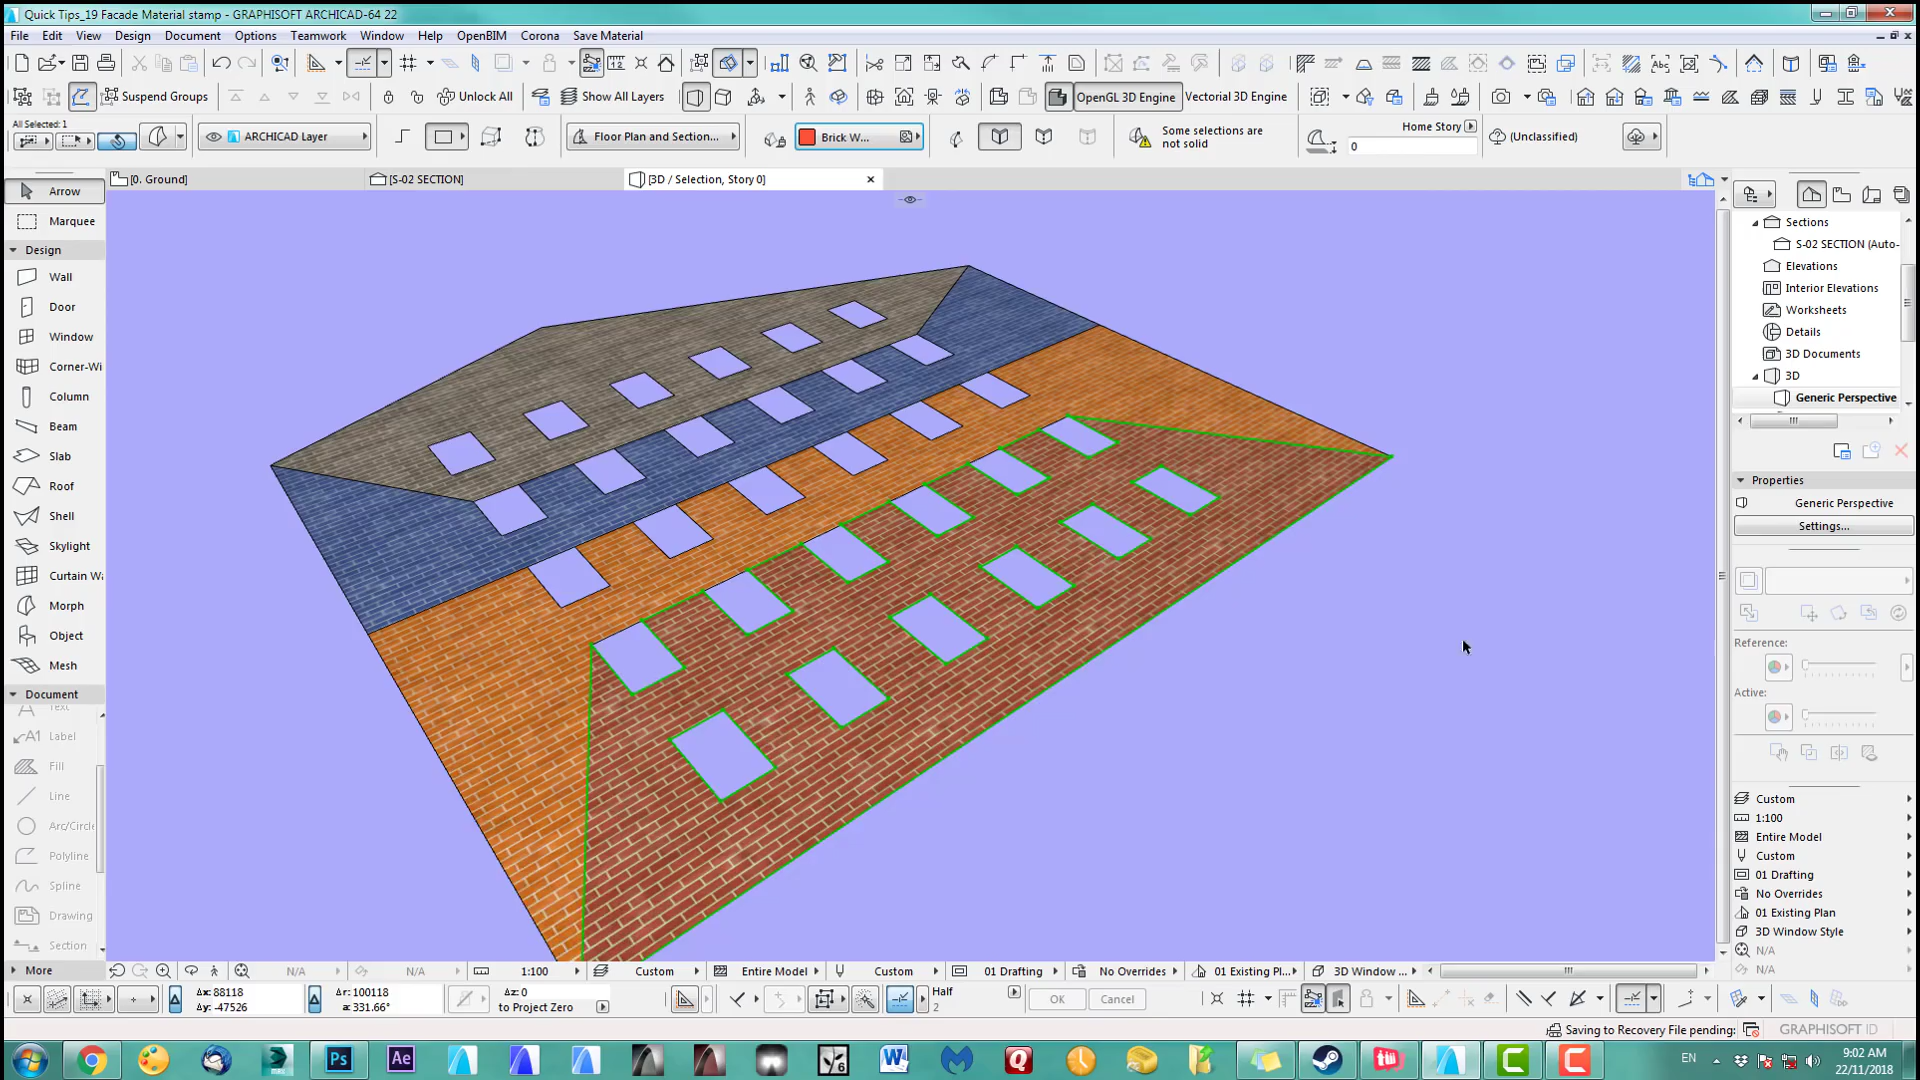 Quick Tips_19 Facade Material stamp - GRAPHISOFT ARCHICAD-64 22
File Edit View Design Document Options Teamwork Window Help OpenBIM Corona Save Material
Suspend Groups Unlock All Show All Layers OpenGL 3D Engine Vectorial 3D Engine
All Selected: 1
ARCHICAD Layer
Floor Plan and Section...
Brick W...
Some selections are
not solid
Home Story
0
(Unclassified)
[0. Ground]
[S-02 SECTION]
[3D / Selection, Story 0]
Arrow
Marquee
Design
Wall
Door
Window
Corner-Wi
Column
Beam
Slab
Roof
Shell
Skylight
Curtain Wa
Morph
Object
Mesh
Document
Text
Label
Fill
Line
Arc/Circle
Polyline
Spline
Drawing
Section
More
Sections
S-02 SECTION (Auto-
Elevations
Interior Elevations
Worksheets
Details
3D Documents
3D
Generic Perspective
Properties
Generic Perspective
Settings...
Reference:
Active:
Custom
1:100
Entire Model
Custom
01 Drafting
No Overrides
01 Existing Plan
3D Window Style
N/A
N/A
N/A N/A 1:100 Custom Entire Model Custom 01 Drafting No Overrides 01 Existing Pl... 3D Window ...
Δx: 88118
Δy: -47526
Δr: 100118
a: 331.66°
Δz: 0
to Project Zero
Half
2
OK
Cancel
Saving to Recovery File pending:
GRAPHISOFT ID
EN
9:02 AM
22/11/2018